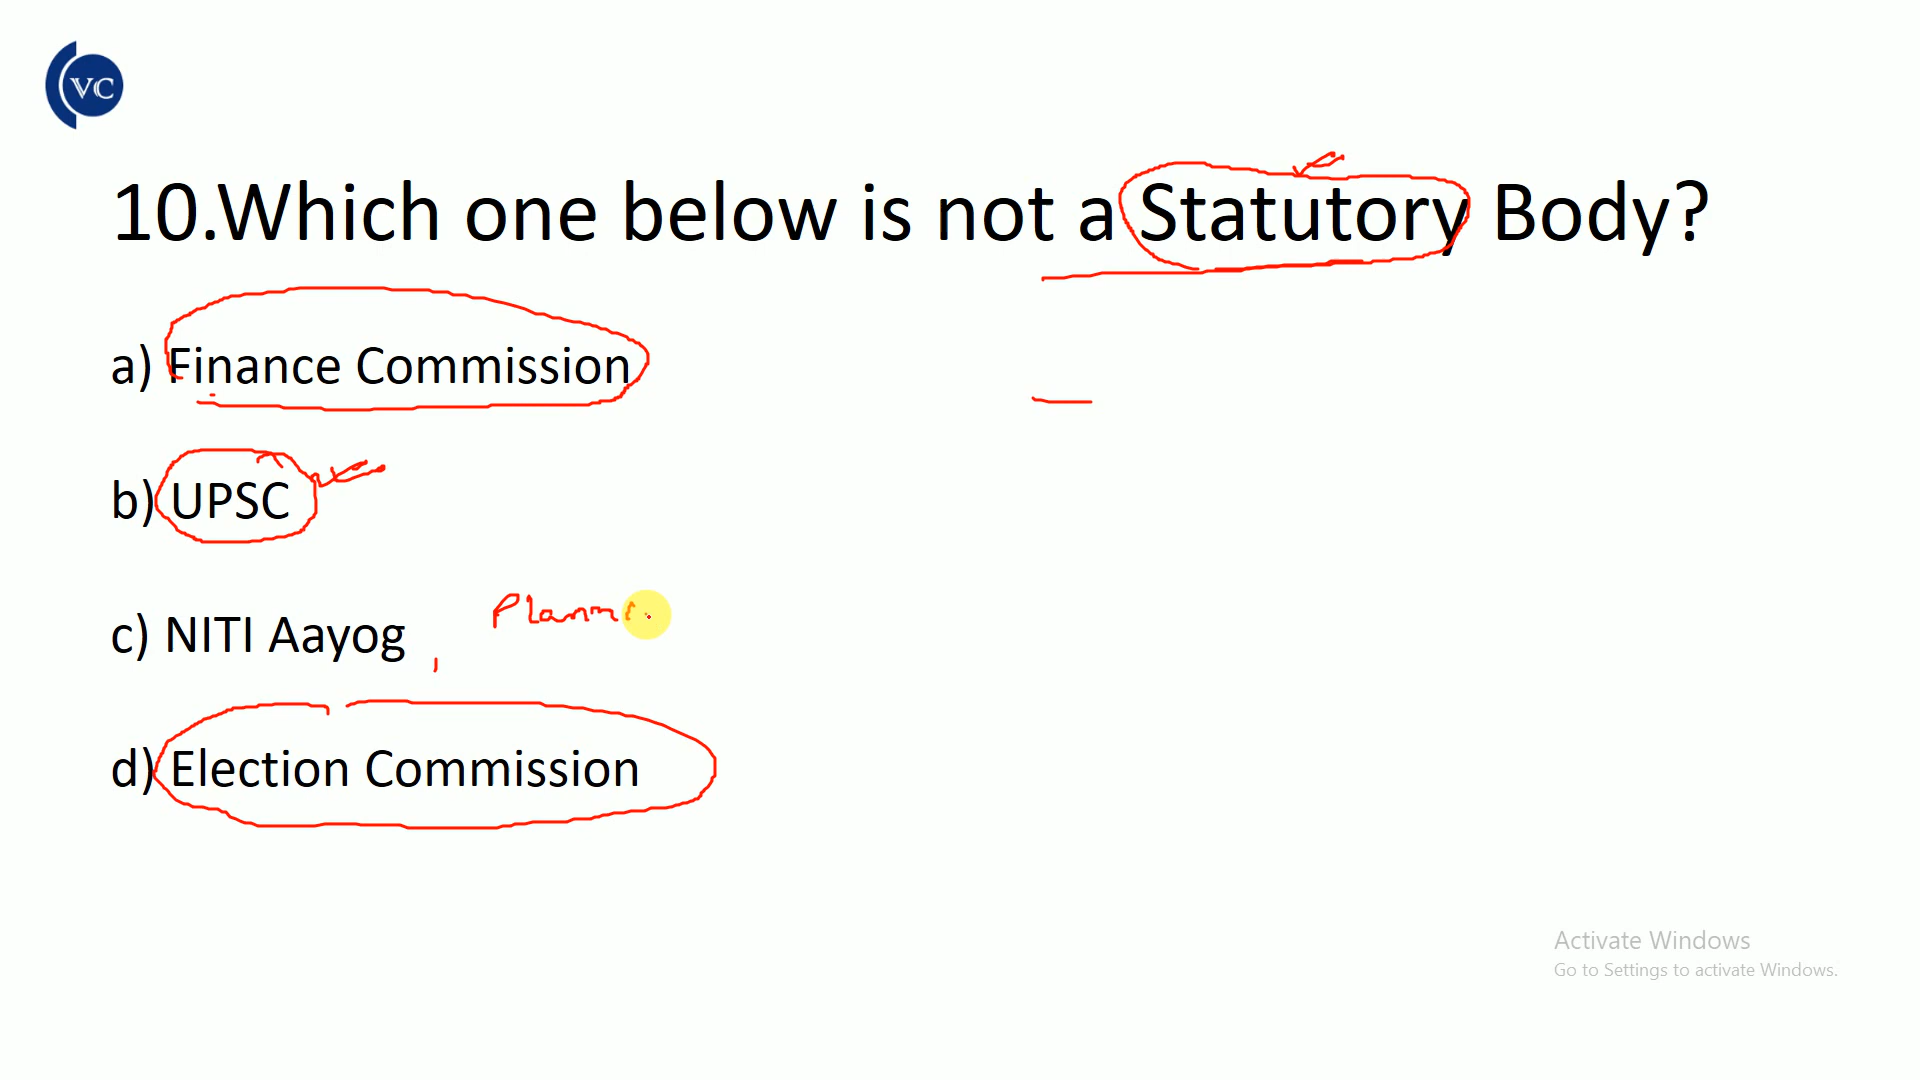 VC
10.Which one below is not a Statutory Body?
a) Finance Commission
b) UPSC
c) NITI Aayog
d) Election Commission
Activate Windows
Go to Settings to activate Windows.